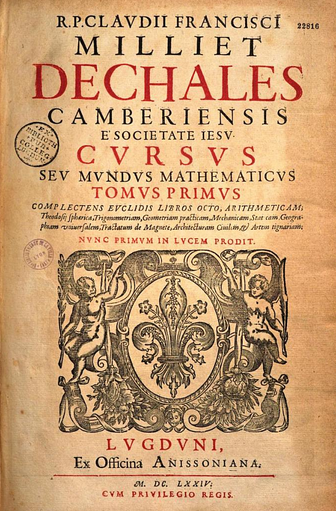 R.P. CLAVDII FRANCISCI
22816
MILLIET
DECHALES
CAMBERIENSIS
E SOCIETATE IESV.
CVRSVS
SEV MVNDVS MATHEMATICVS
TOMVS PRIMVS
COMPLECTENS EVCLIDIS LIBROS OCTO, ARITHMETICAM,
Theodosij spherica, Trigonometriam, Geometriam practicam, Mechanicam, Staticam, Geogra-
phiam vniuersalem, Tractatum de Magnete, Architecturam Ciuilem, & Artem tignariam;
NVNC PRIMVM IN LVCEM PRODIT.
LVGDVNI,
Ex Officina ANISSONIANA.
M. DC. LXXIV.
CVM PRIVILEGIO REGIS.